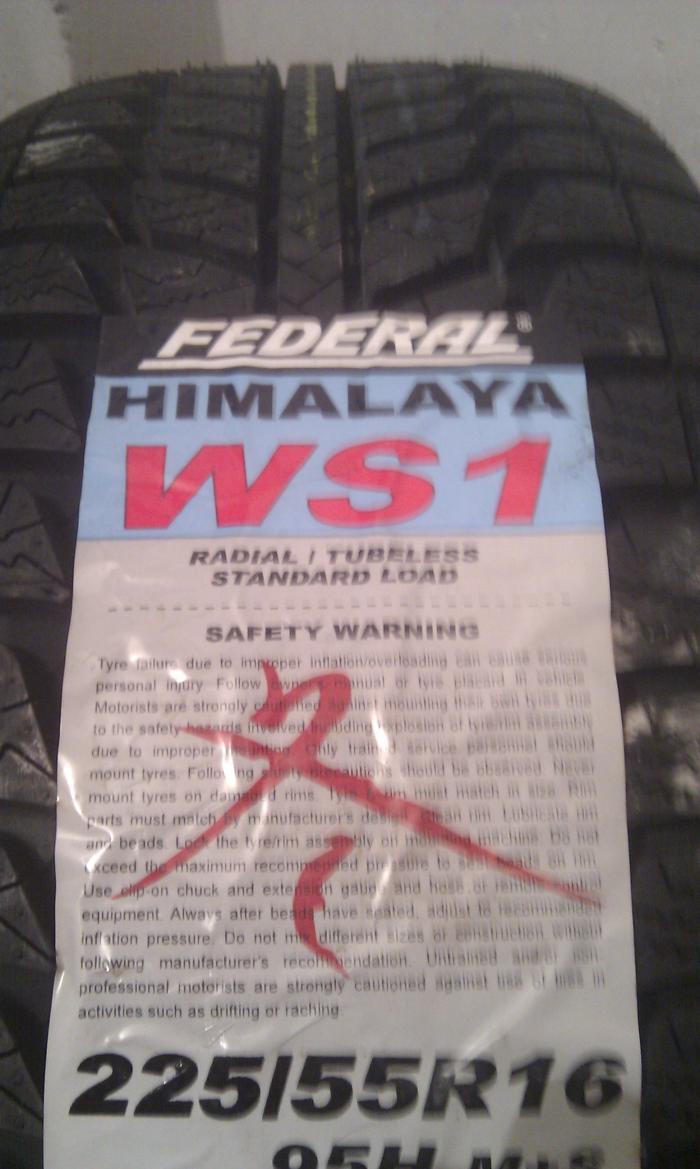 FEDERAL®
HIMALAYA
WS1
RADIAL / TUBELESS
STANDARD LOAD
SAFETY WARNING
Tyre failure due to improper inflation/overloading can cause serious
personal injury. Follow owner's manual or tyre placard in vehicle.
Motorists are strongly cautioned against mounting their own tyres due
to the safety hazards involved including explosion of tyre/rim assembly
due to improper mounting. Only trained service personnel should
mount tyres. Following safety precautions should be observed. Never
mount tyres on damaged rims. Tyre & rim must match in size. Rim
parts must match by manufacturer's design. Clean rim. Lubricate rim
and beads. Lock the tyre/rim assembly on mounting machine. Do not
exceed the maximum recommended pressure to seat beads on rim.
Use clip-on chuck and extension gauge and hose or remote control
equipment. Always after beads have seated, adjust to recommended
inflation pressure. Do not mix different sizes or construction without
following manufacturer's recommendation. Untrained and/or non-
professional motorists are strongly cautioned against use of tires in
activities such as drifting or raching.
冬
225/55R16
95H M+S